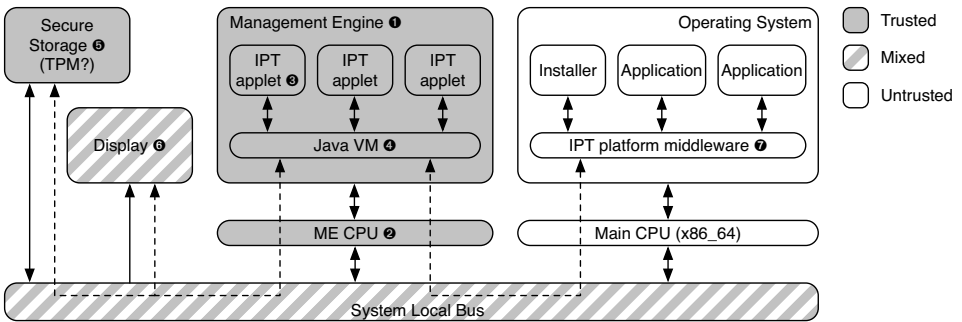 Secure
Storage ❺
(TPM?)
Display ❻
Management Engine ❶
IPT
applet ❸
IPT
applet
IPT
applet
Java VM ❹
ME CPU ❷
Operating System
Installer
Application
Application
IPT platform middleware ❼
Main CPU (x86_64)
System Local Bus
Trusted
Mixed
Untrusted